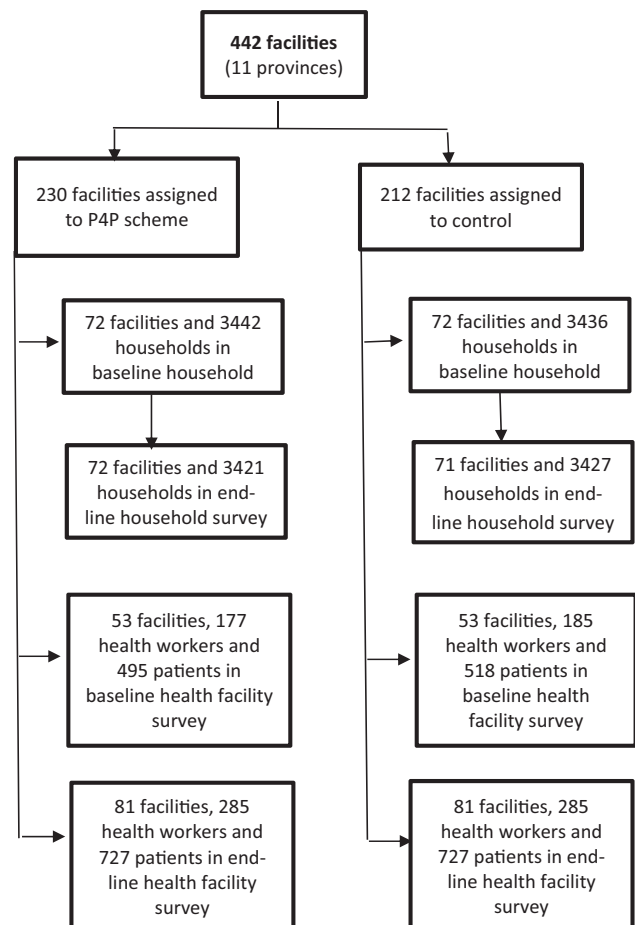 442 facilities
(11 provinces)
230 facilities assigned
to P4P scheme
212 facilities assigned
to control
72 facilities and 3442
households in
baseline household
72 facilities and 3436
households in
baseline household
72 facilities and 3421
households in end-
line household survey
71 facilities and 3427
households in end-
line household survey
53 facilities, 177
health workers and
495 patients in
baseline health facility
survey
53 facilities, 185
health workers and
518 patients in
baseline health
facility survey
81 facilities, 285
health workers and
727 patients in end-
line health facility
survey
81 facilities, 285
health workers and
727 patients in end-
line health facility
survey